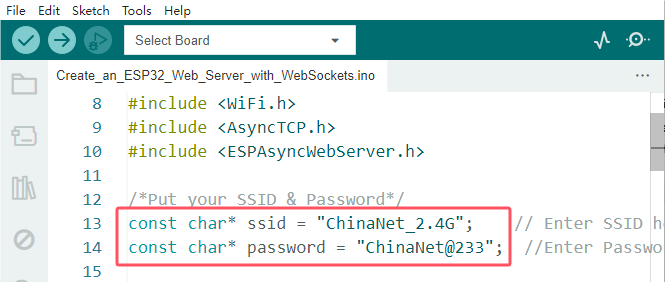 File Edit Sketch Tools Help
Select Board
Create_an_ESP32_Web_Server_with_WebSockets.ino
8 #include <WiFi.h>
9 #include <AsyncTCP.h>
10 #include <ESPAsyncWebServer.h>
11
12 /*Put your SSID & Password*/
13 const char* ssid = "ChinaNet_2.4G"; // Enter SSID h
14 const char* password = "ChinaNet@233"; //Enter Passwo
15